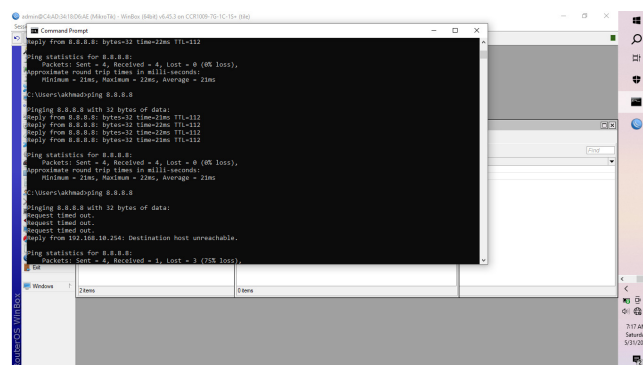 admin@C4:AD:34:1B:D6:AE (MikroTik) - WinBox (64bit) v6.45.3 on CCR1009-7G-1C-1S+ (tile)
Command Prompt
Reply from 8.8.8.8: bytes=32 time=22ms TTL=112
Ping statistics for 8.8.8.8:
Packets: Sent = 4, Received = 4, Lost = 0 (0% loss),
Approximate round trip times in milli-seconds:
Minimum = 21ms, Maximum = 22ms, Average = 21ms
C:\Users\akhmad>ping 8.8.8.8
Pinging 8.8.8.8 with 32 bytes of data:
Reply from 8.8.8.8: bytes=32 time=22ms TTL=112
Reply from 8.8.8.8: bytes=32 time=21ms TTL=112
Reply from 8.8.8.8: bytes=32 time=21ms TTL=112
Reply from 8.8.8.8: bytes=32 time=21ms TTL=112
Ping statistics for 8.8.8.8:
Packets: Sent = 4, Received = 4, Lost = 0 (0% loss),
Approximate round trip times in milli-seconds:
Minimum = 21ms, Maximum = 22ms, Average = 21ms
C:\Users\akhmad>ping 8.8.8.8
Pinging 8.8.8.8 with 32 bytes of data:
Request timed out.
Request timed out.
Request timed out.
Reply from 192.168.10.254: Destination host unreachable.
Ping statistics for 8.8.8.8:
Packets: Sent = 4, Received = 1, Lost = 3 (75% loss),
Find
Exit
Windows
2 items
0 items
RouterOS WinBox
7:17 AM
Saturd
5/31/20